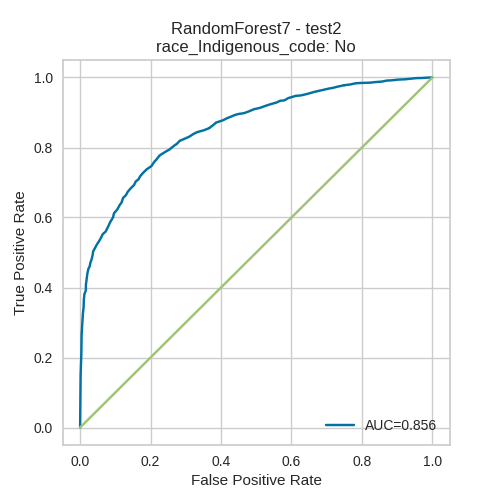 RandomForest7 - test2
race_Indigenous_code: No
1.0
0.8
0.6
0.4
0.2
0.0
True Positive Rate
AUC=0.856
0.0 0.2 0.4 0.6 0.8 1.0
False Positive Rate